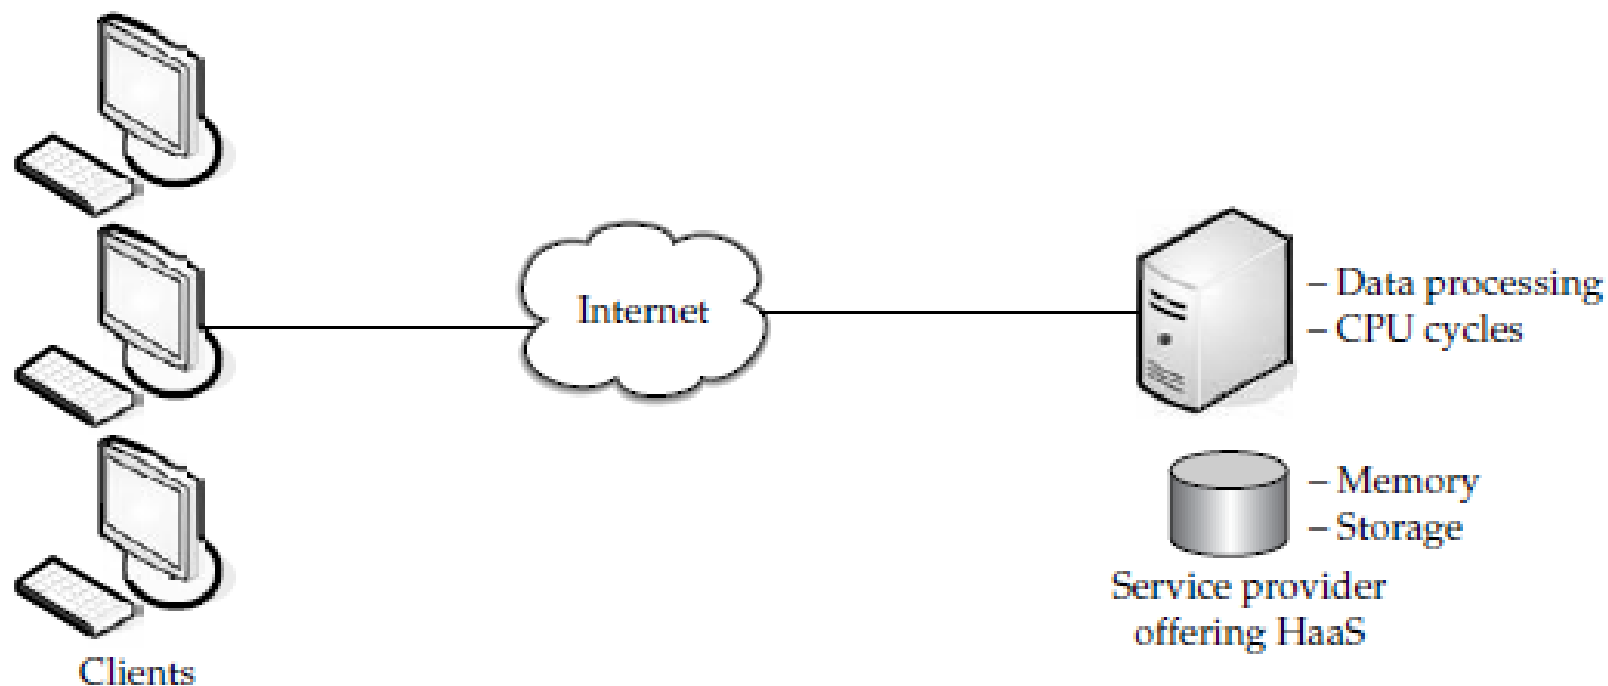 Internet
– Data processing
– CPU cycles
– Memory
– Storage
Service provider
offering HaaS
Clients